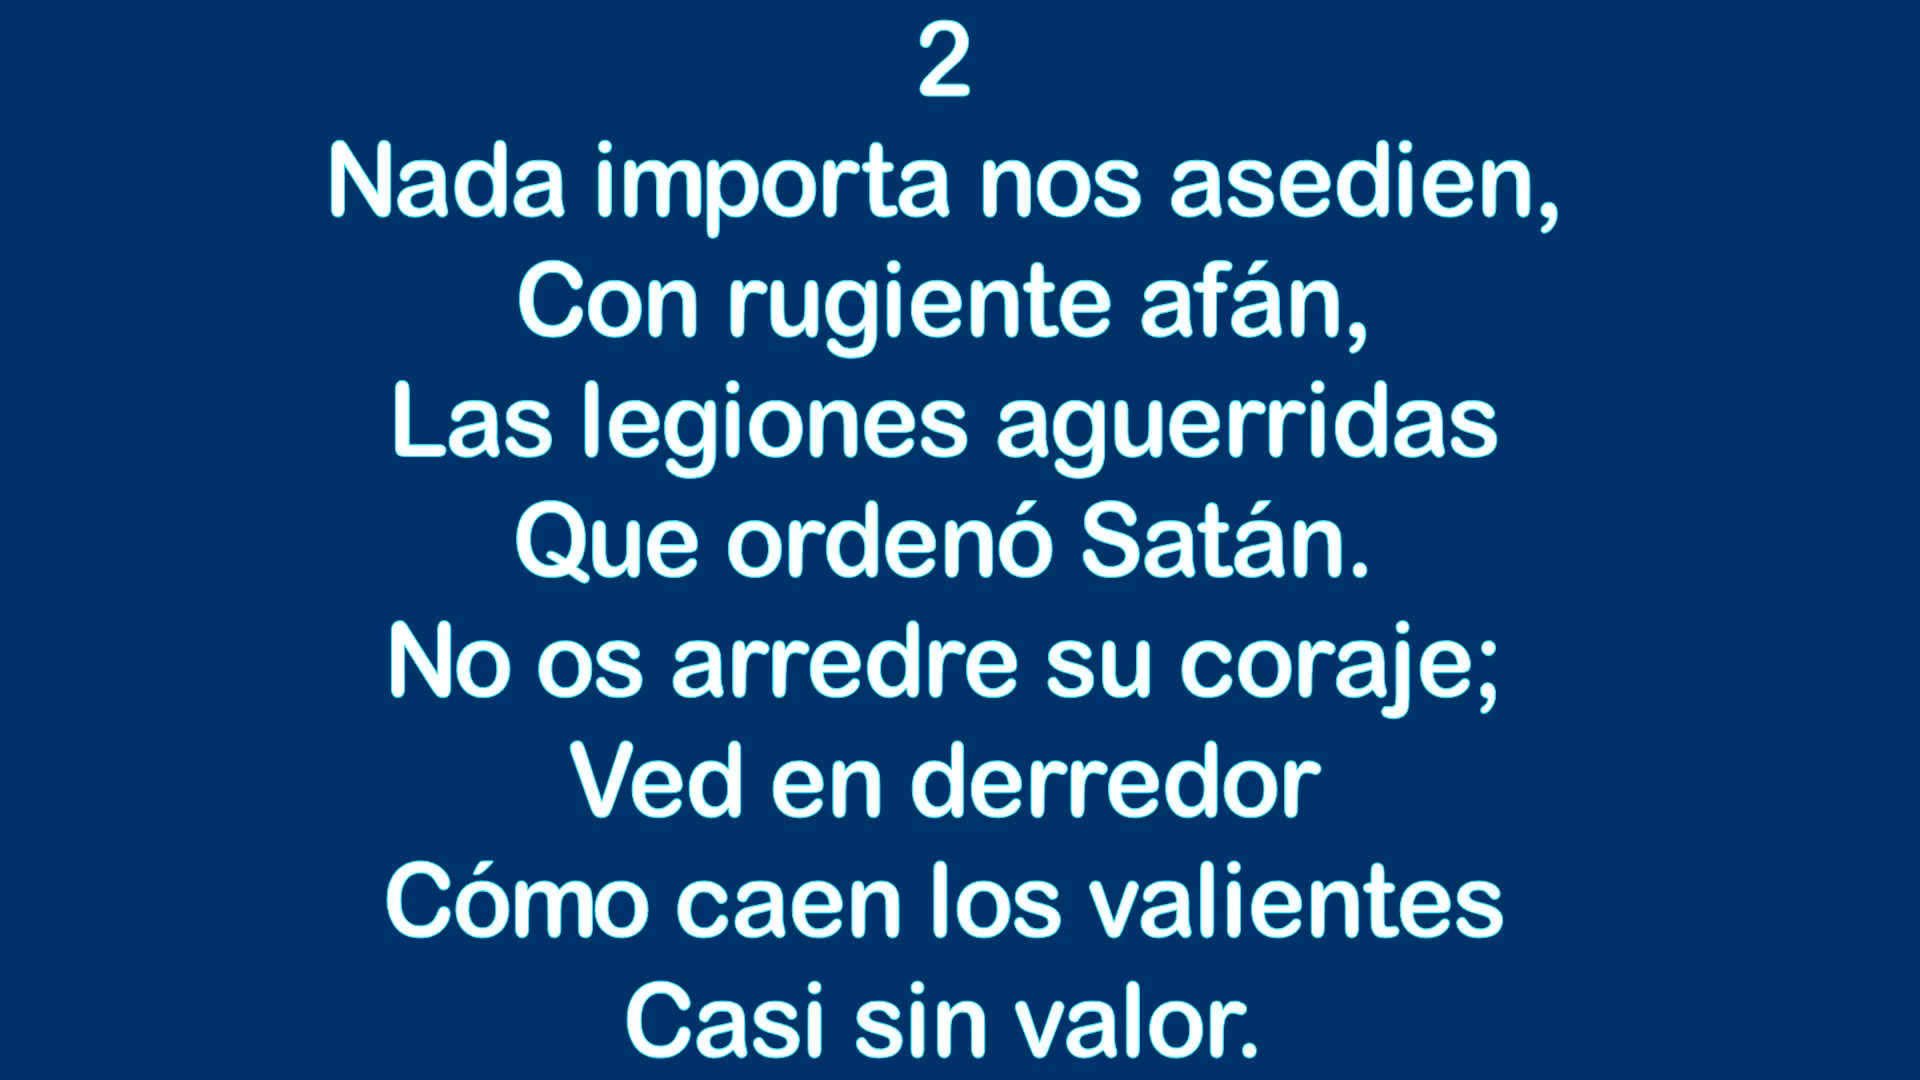 2
Nada importa nos asedien,
Con rugiente afán,
Las legiones aguerridas
Que ordenó Satán.
No os arredre su coraje;
Ved en derredor
Cómo caen los valientes
Casi sin valor.